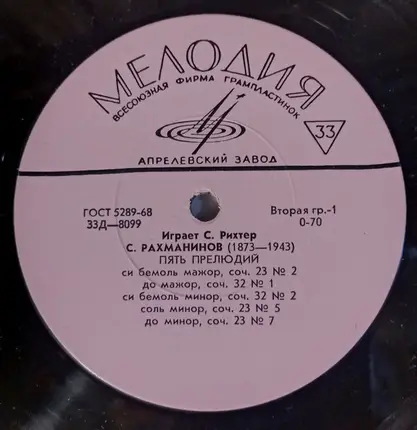 МЕЛОДИЯ
ВСЕСОЮЗНАЯ ФИРМА ГРАМПЛАСТИНОК
33
АПРЕЛЕВСКИЙ ЗАВОД
ГОСТ 5289-68
33Д—8099
Вторая гр.-1
0-70
Играет С. Рихтер
С. РАХМАНИНОВ (1873—1943)
ПЯТЬ ПРЕЛЮДИЙ
си бемоль мажор, соч. 23 № 2
до мажор, соч. 32 № 1
си бемоль минор, соч. 32 № 2
соль минор, соч. 23 № 5
до минор, соч. 23 № 7